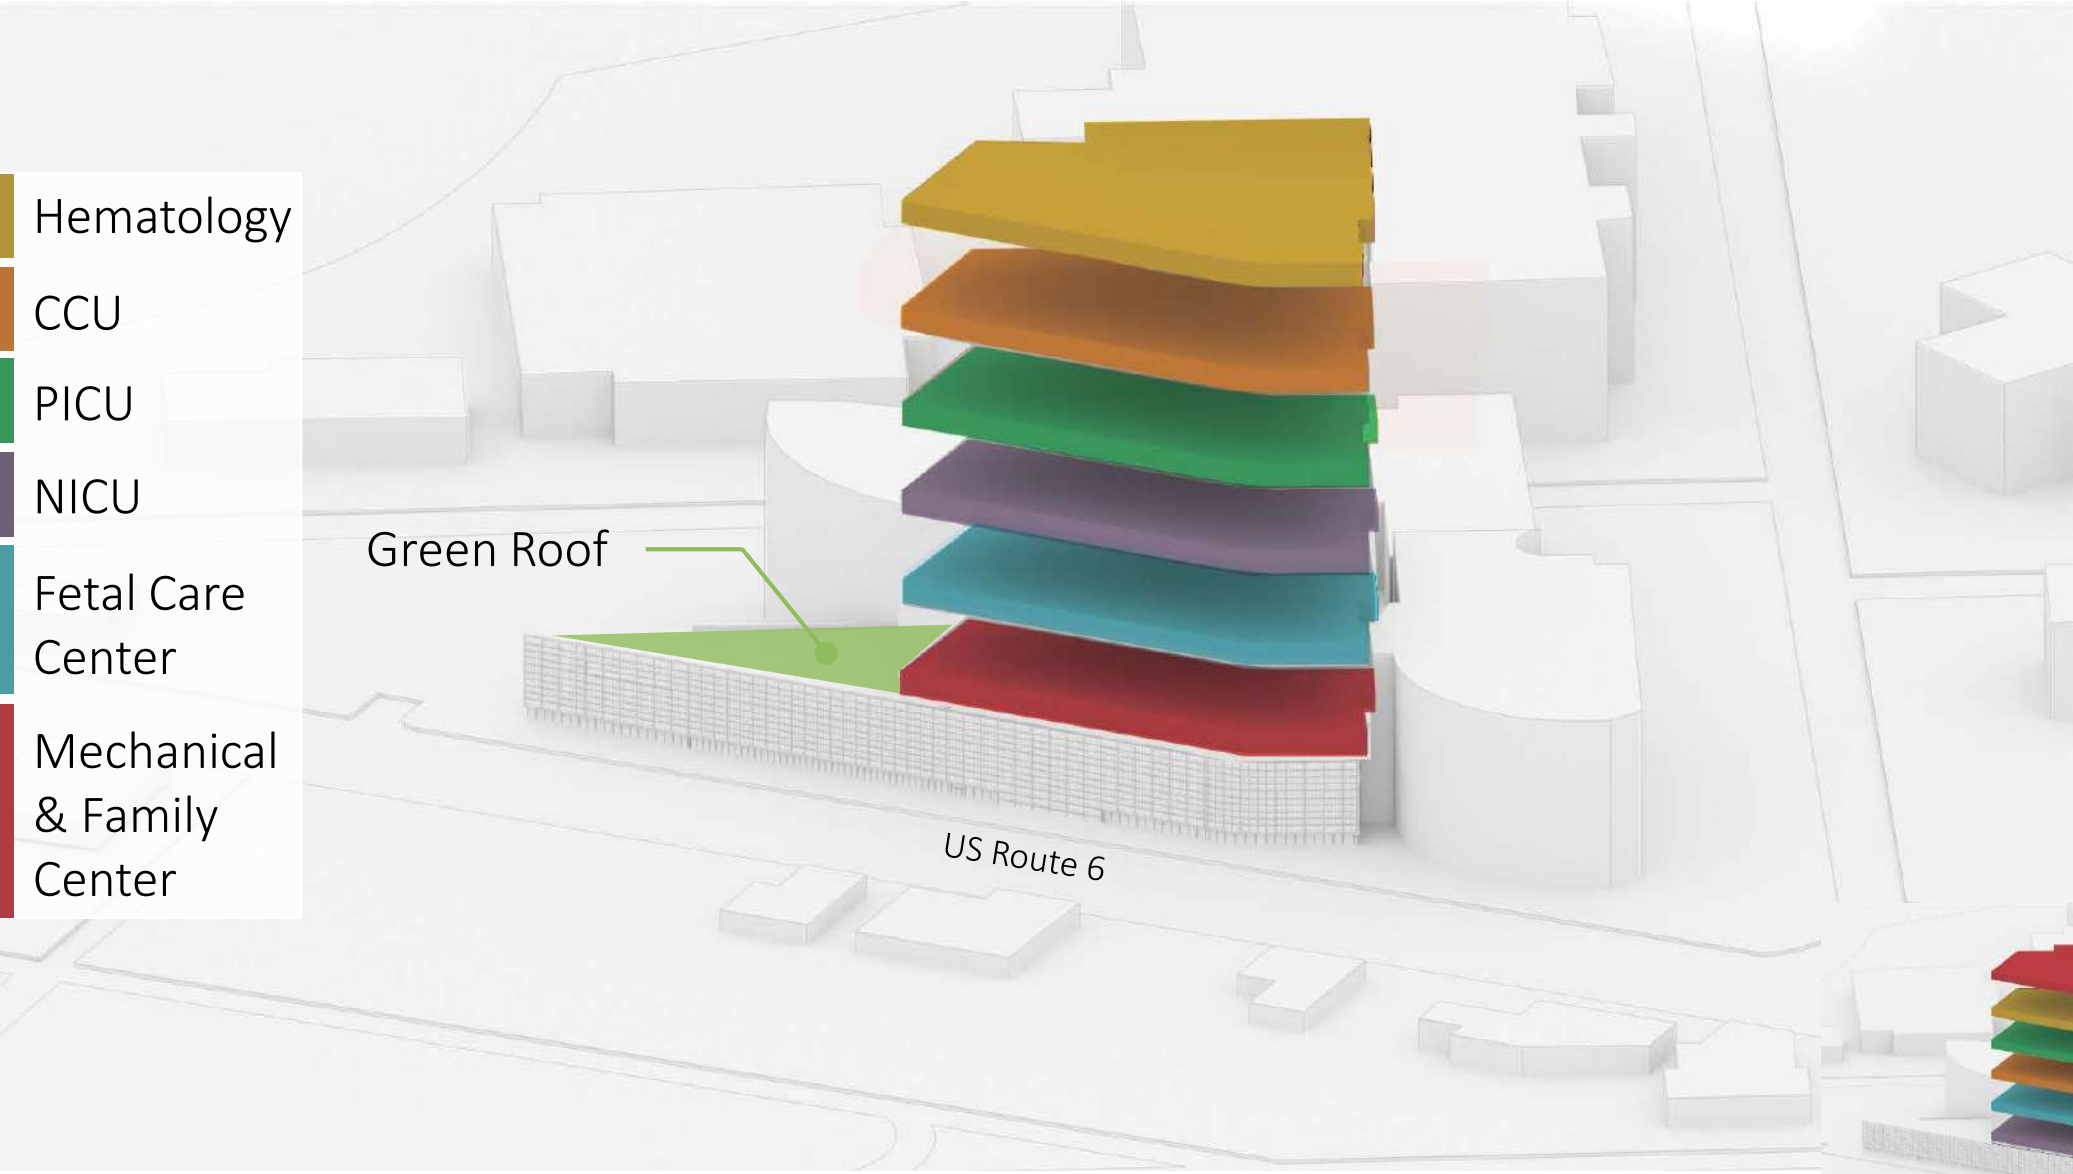 Hematology
CCU
PICU
NICU
Fetal Care
Center
Mechanical
& Family
Center
Green Roof
US Route 6